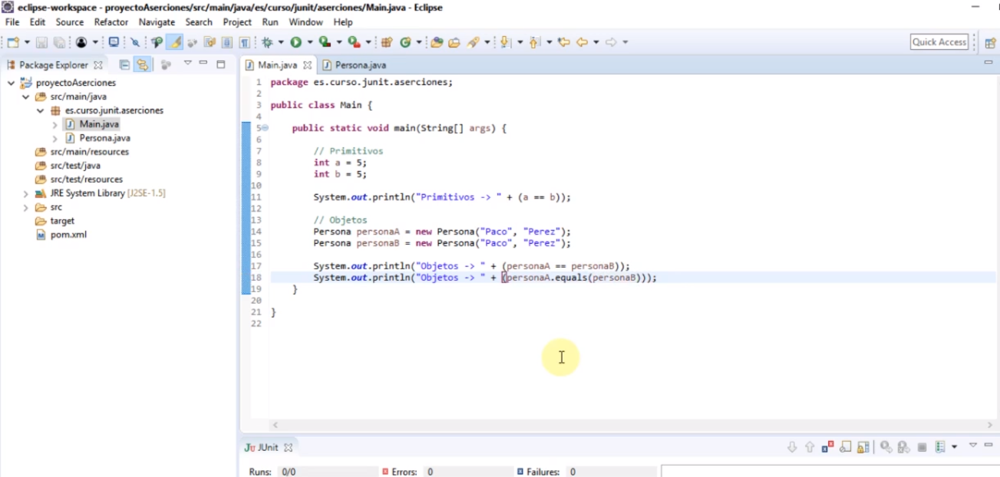 eclipse-workspace - proyectoAserciones/src/main/java/es/curso/junit/aserciones/Main.java - Eclipse
File Edit Source Refactor Navigate Search Project Run Window Help
Quick Access
Package Explorer
proyectoAserciones
src/main/java
es.curso.junit.aserciones
Main.java
Persona.java
src/main/resources
src/test/java
src/test/resources
JRE System Library [J2SE-1.5]
src
target
pom.xml
Main.java Persona.java
1 package es.curso.junit.aserciones;
2
3 public class Main {
4
5 public static void main(String[] args) {
6
7 // Primitivos
8 int a = 5;
9 int b = 5;
10
11 System.out.println("Primitivos -> " + (a == b));
12
13 // Objetos
14 Persona personaA = new Persona("Paco", "Perez");
15 Persona personaB = new Persona("Paco", "Perez");
16
17 System.out.println("Objetos -> " + (personaA == personaB));
18 System.out.println("Objetos -> " + (personaA.equals(personaB)));
19 }
20
21 }
22
JU JUnit
Runs: 0/0 Errors: 0 Failures: 0